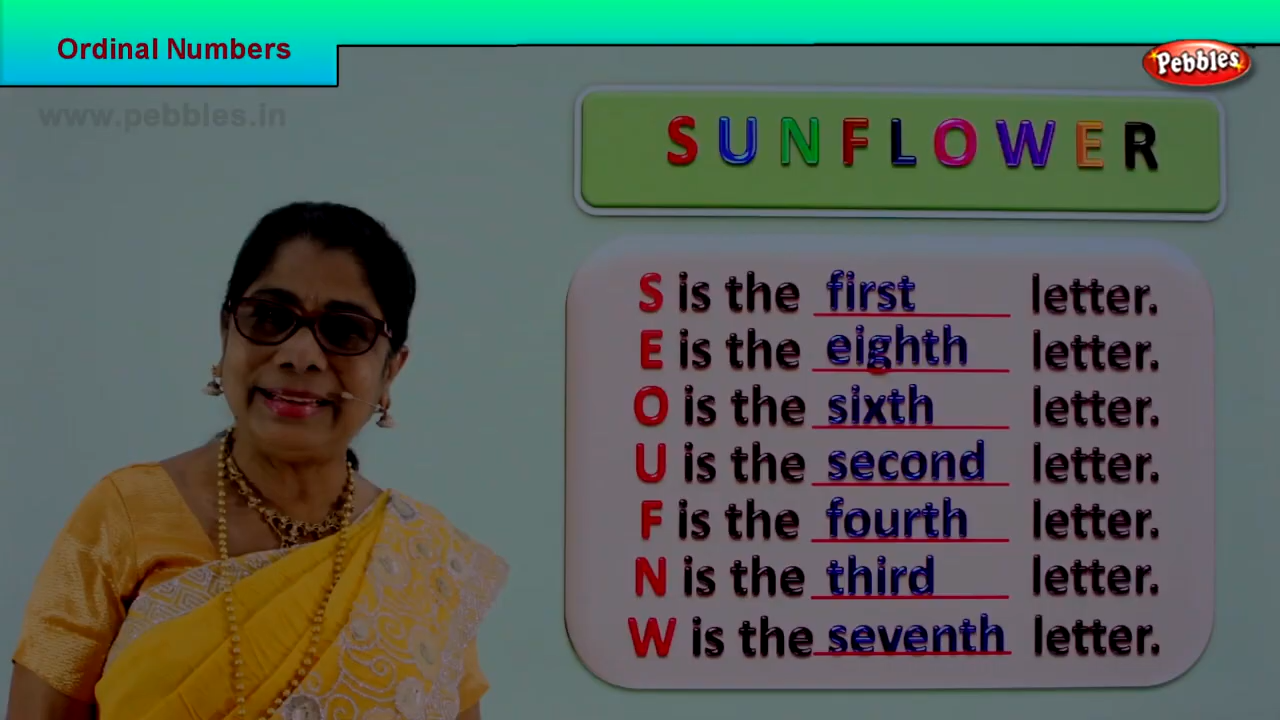 Ordinal Numbers
Pebbles
www.pebbles.in
SUNFLOWER
S is the first letter.
E is the eighth letter.
O is the sixth letter.
U is the second letter.
F is the fourth letter.
N is the third letter.
W is the seventh letter.